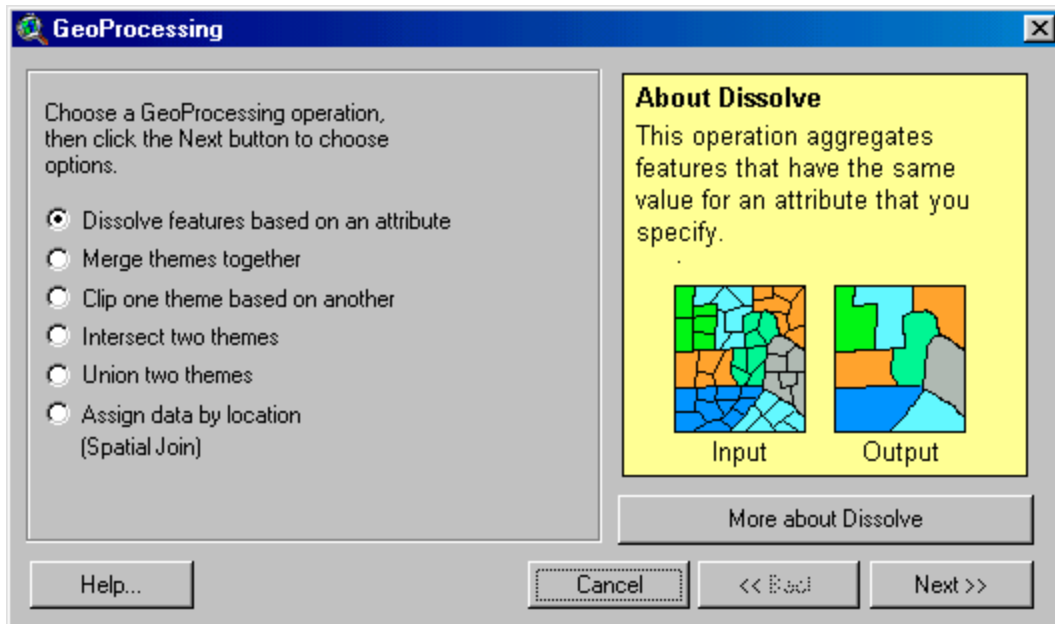 GeoProcessing
Choose a GeoProcessing operation,
then click the Next button to choose
options.
Dissolve features based on an attribute
Merge themes together
Clip one theme based on another
Intersect two themes
Union two themes
Assign data by location
(Spatial Join)
About Dissolve
This operation aggregates
features that have the same
value for an attribute that you
specify.
Input
Output
More about Dissolve
Help...
Cancel
<< Back
Next >>